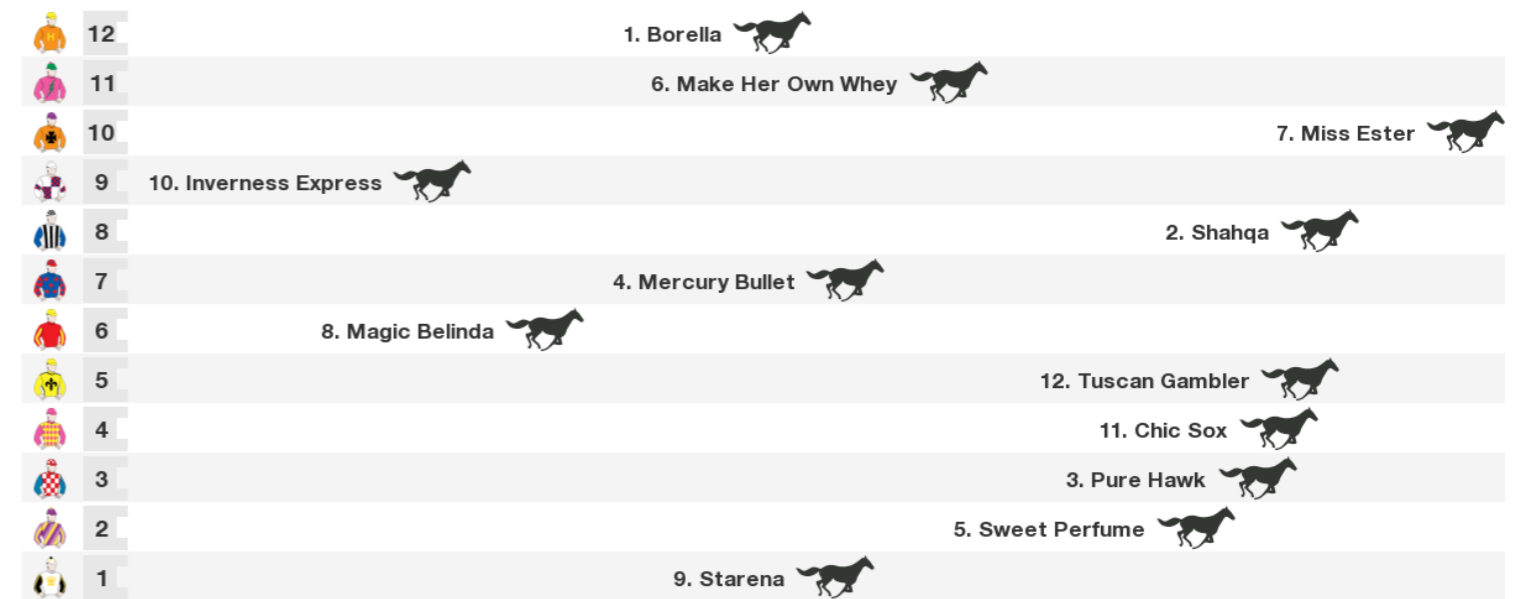 12 1. Borella
11 6. Make Her Own Whey
10 7. Miss Ester
9 10. Inverness Express
8 2. Shahqa
7 4. Mercury Bullet
6 8. Magic Belinda
5 12. Tuscan Gambler
4 11. Chic Sox
3 3. Pure Hawk
2 5. Sweet Perfume
1 9. Starena